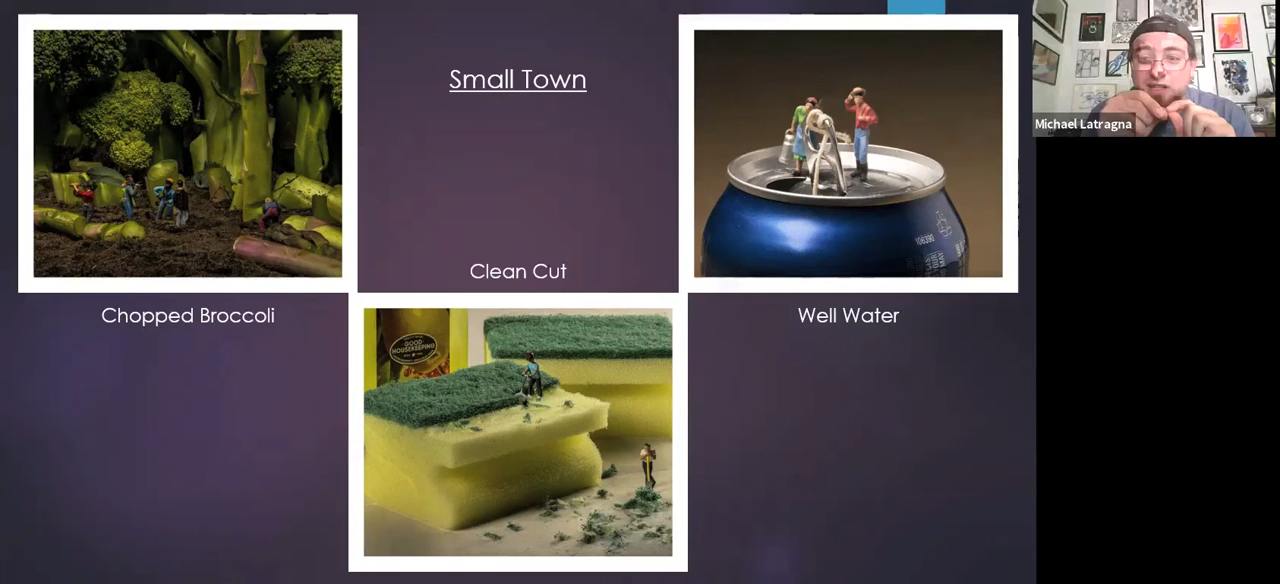 Small Town
Michael Latragna
Clean Cut
Chopped Broccoli
Well Water
GOOD
HOUSEKEEPING